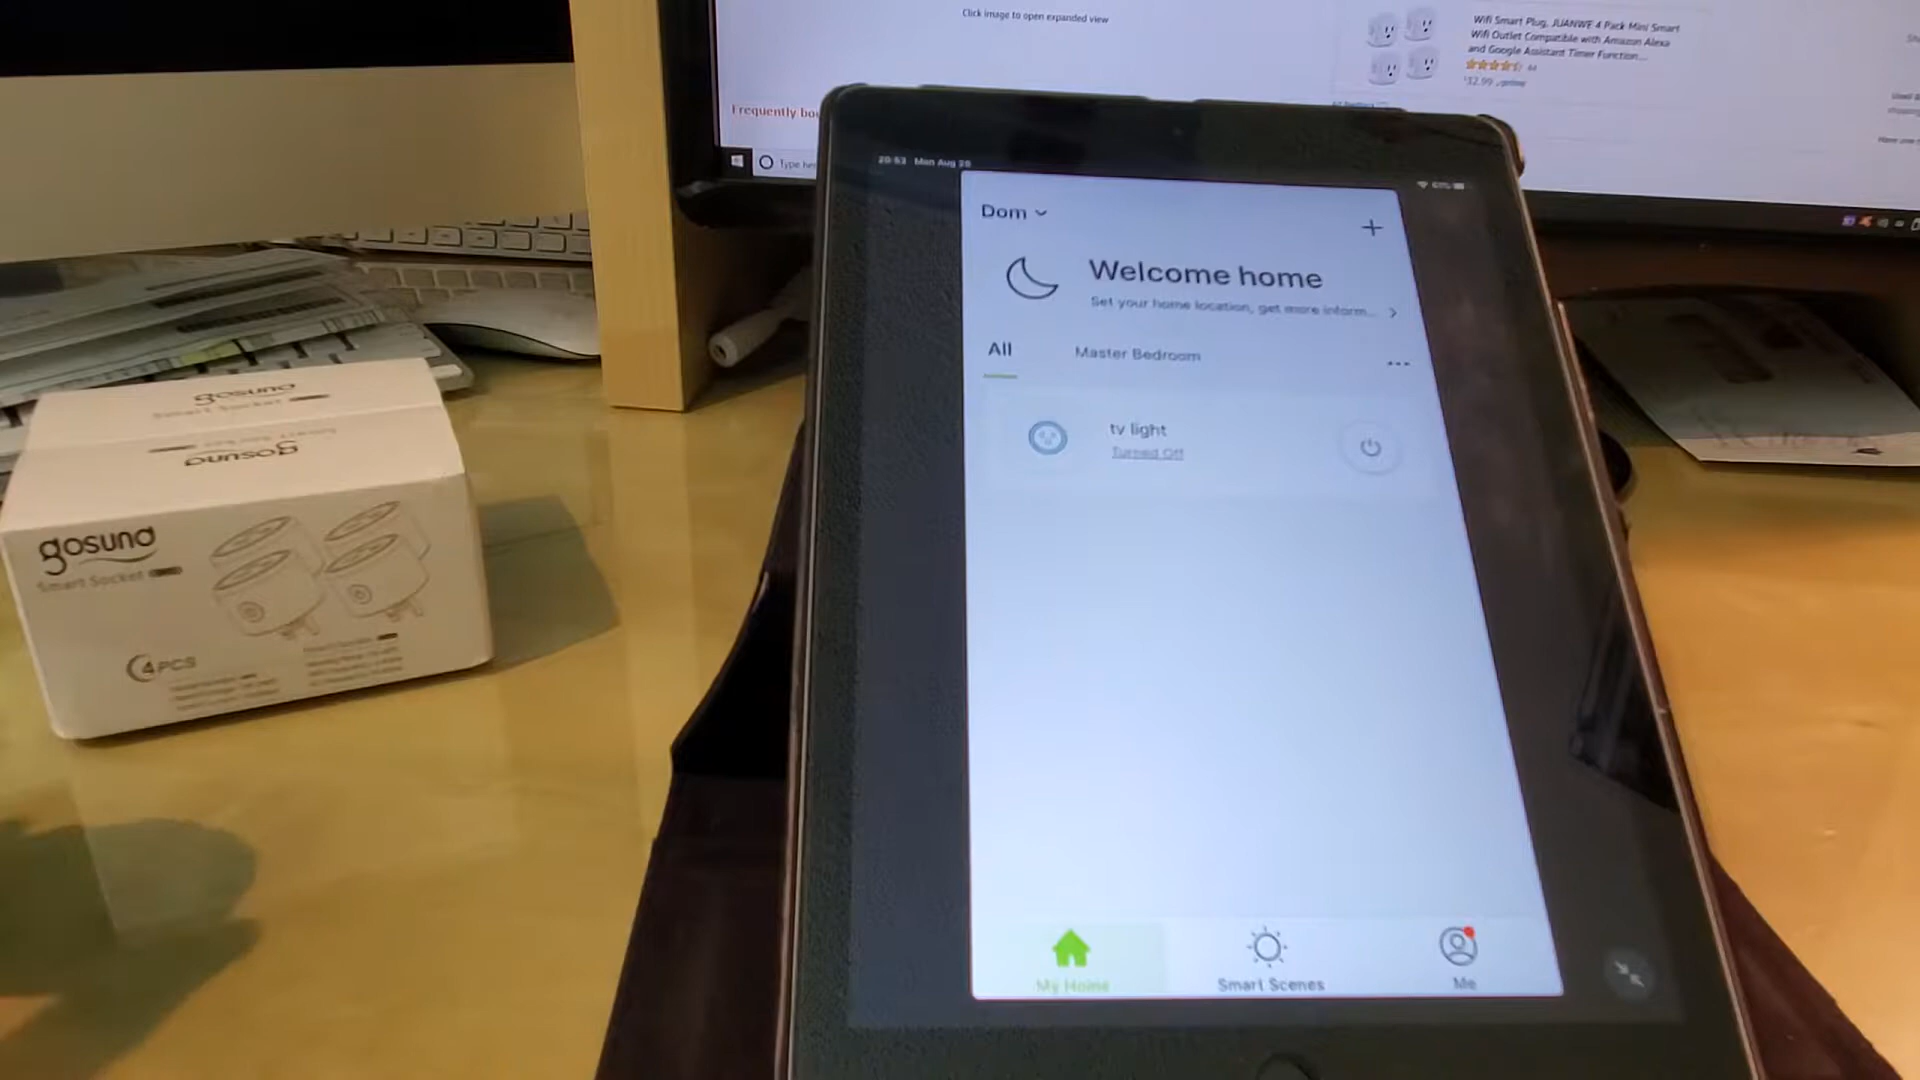 Click image to open expanded view
Wifi Smart Plug, JUANWE 4 Pack Mini Smart
Wifi Outlet Compatible with Amazon Alexa
and Google Assistant Timer Function...
Frequently bou
Type her
20:53 Mon Aug 26
Dom
Welcome home
Set your home location, get more inform...
All
Master Bedroom
tv light
Turned Off
My Home
Smart Scenes
Me
gosund
Smart Socket
gosund
gosund
Smart Socket
4PCS